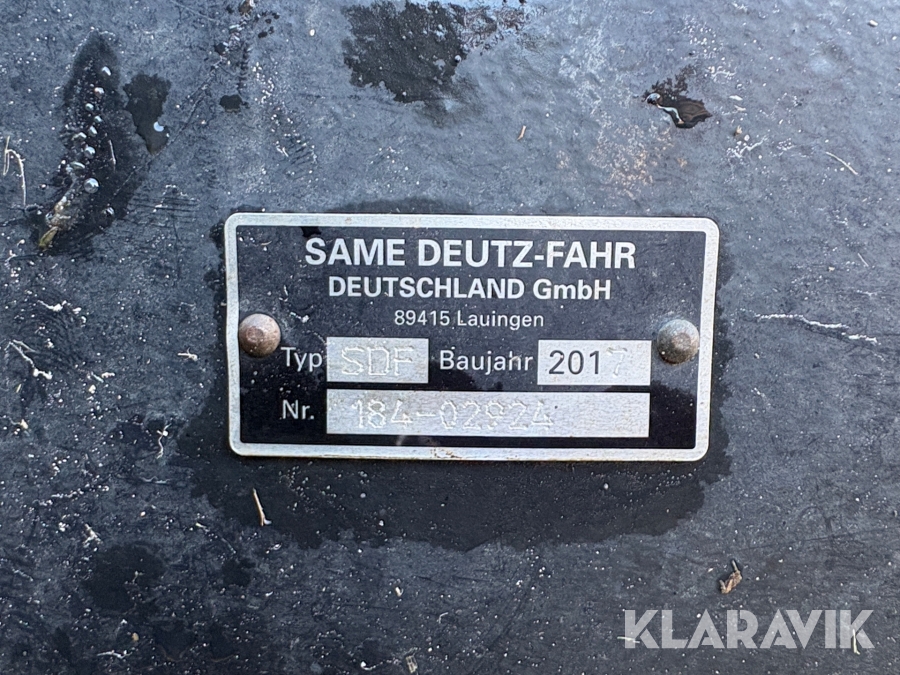 SAME DEUTZ-FAHR
DEUTSCHLAND GmbH
89415 Lauingen
Typ SDF Baujahr 2017
Nr. 184-02924
KLARAVIK